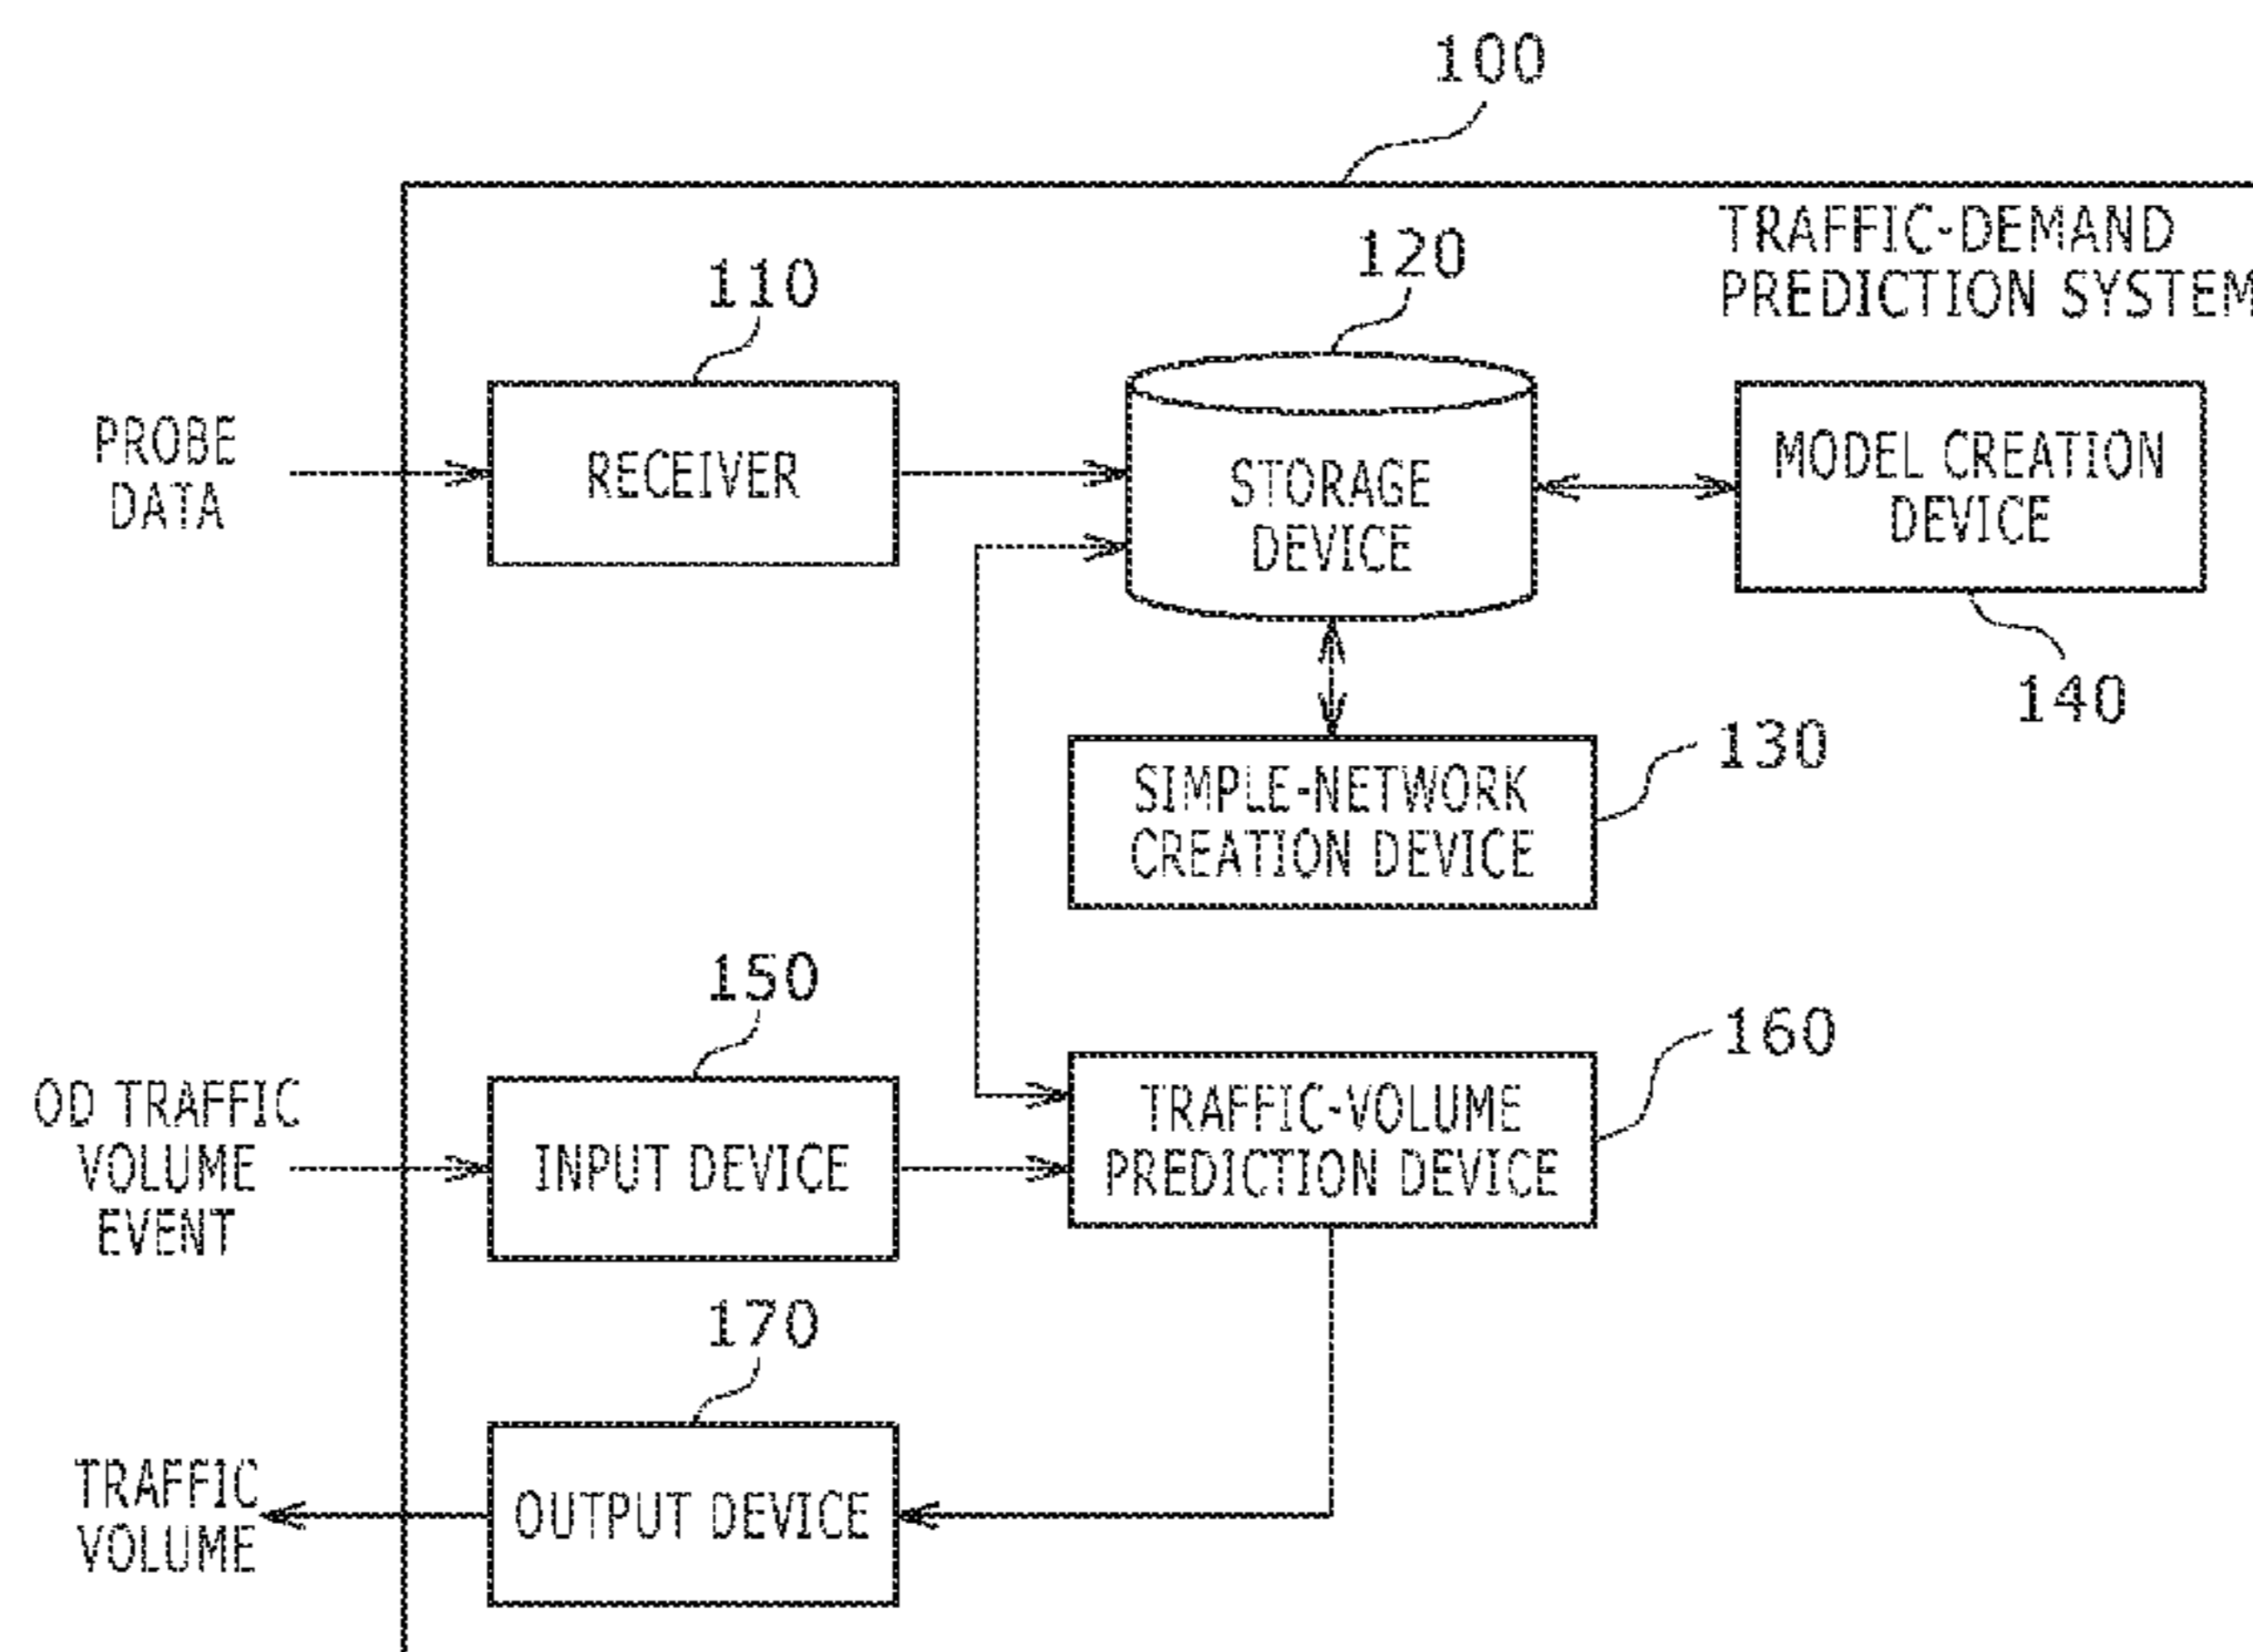 100
TRAFFIC-DEMAND
PREDICTION SYSTEM
110
120
PROBE
DATA
RECEIVER
STORAGE
DEVICE
MODEL CREATION
DEVICE
140
130
SIMPLE-NETWORK
CREATION DEVICE
150
160
OD TRAFFIC
VOLUME
EVENT
INPUT DEVICE
TRAFFIC-VOLUME
PREDICTION DEVICE
170
TRAFFIC
VOLUME
OUTPUT DEVICE